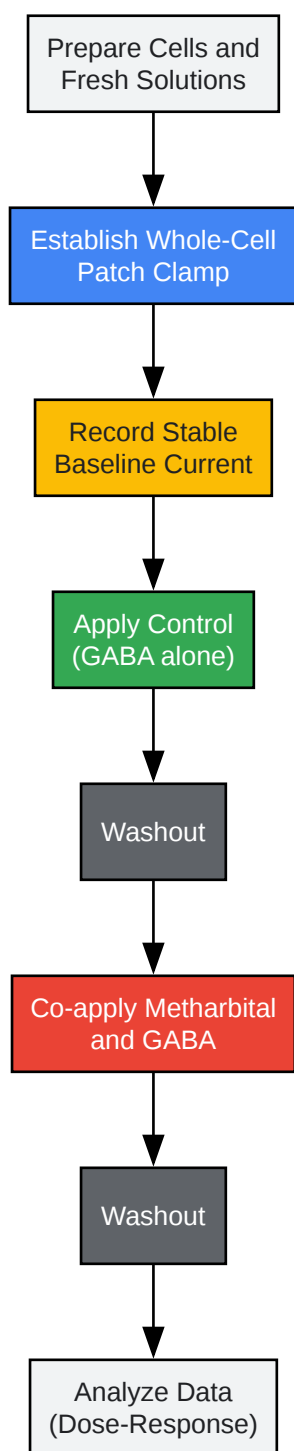 Prepare Cells and
Fresh Solutions
Establish Whole-Cell
Patch Clamp
Record Stable
Baseline Current
Apply Control
(GABA alone)
Washout
Co-apply Metharbital
and GABA
Washout
Analyze Data
(Dose-Response)